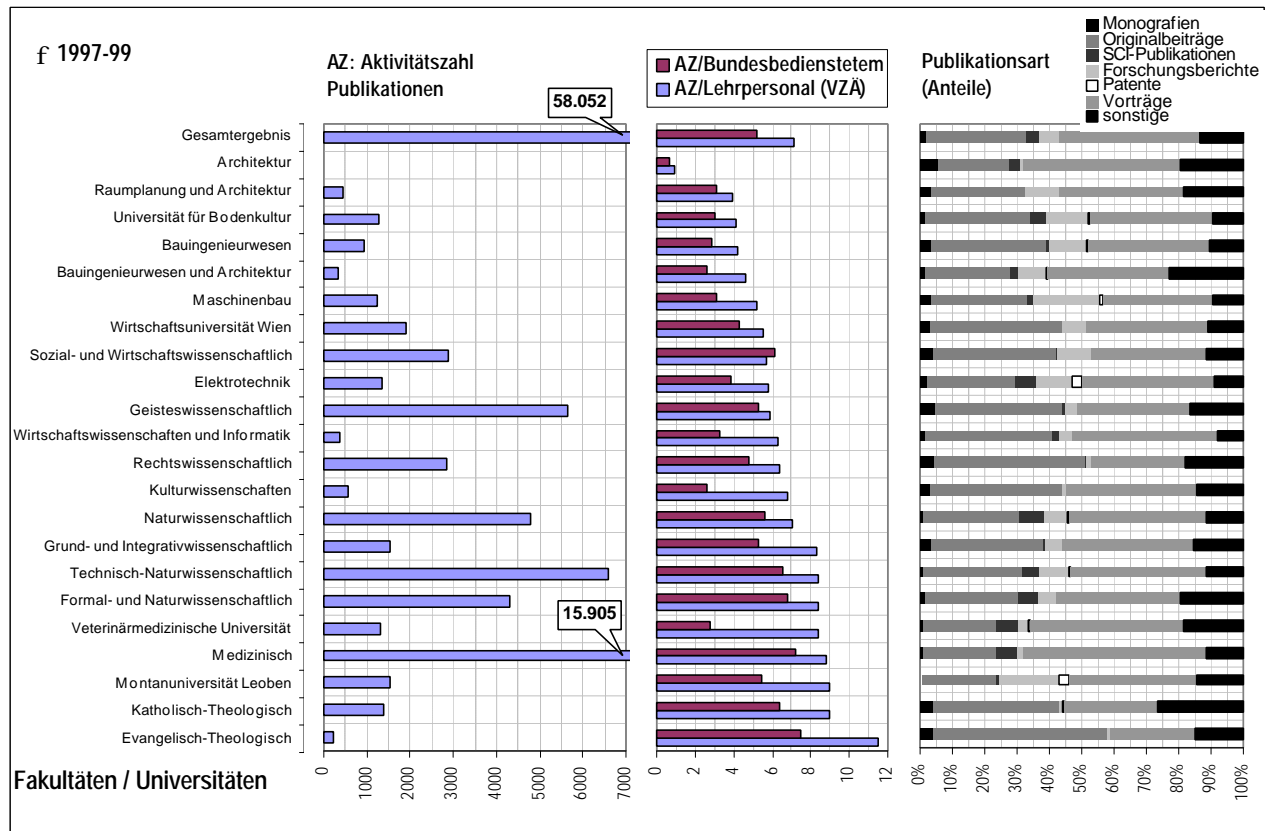 f 1997-99
AZ: Aktivitätszahl
Publikationen
58.052
AZ/Bundesbedienstetem
AZ/Lehrpersonal (VZÄ)
Publikationsart
(Anteile)
Monografien
Originalbeiträge
SCI-Publikationen
Forschungsberichte
Patente
Vorträge
sonstige
Gesamtergebnis
Architektur
Raumplanung und Architektur
Universität für Bodenkultur
Bauingenieurwesen
Bauingenieurwesen und Architektur
Maschinenbau
Wirtschaftsuniversität Wien
Sozial- und Wirtschaftswissenschaftlich
Elektrotechnik
Geisteswissenschaftlich
Wirtschaftswissenschaften und Informatik
Rechtswissenschaftlich
Kulturwissenschaften
Naturwissenschaftlich
Grund- und Integrativwissenschaftlich
Technisch-Naturwissenschaftlich
Formal- und Naturwissenschaftlich
15.905
Veterinärmedizinische Universität
Medizinisch
Montanuniversität Leoben
Katholisch-Theologisch
Evangelisch-Theologisch
0 1000 2000 3000 4000 5000 6000 7000
0 2 4 6 8 10 12
0% 10% 20% 30% 40% 50% 60% 70% 80% 90% 100%
Fakultäten / Universitäten